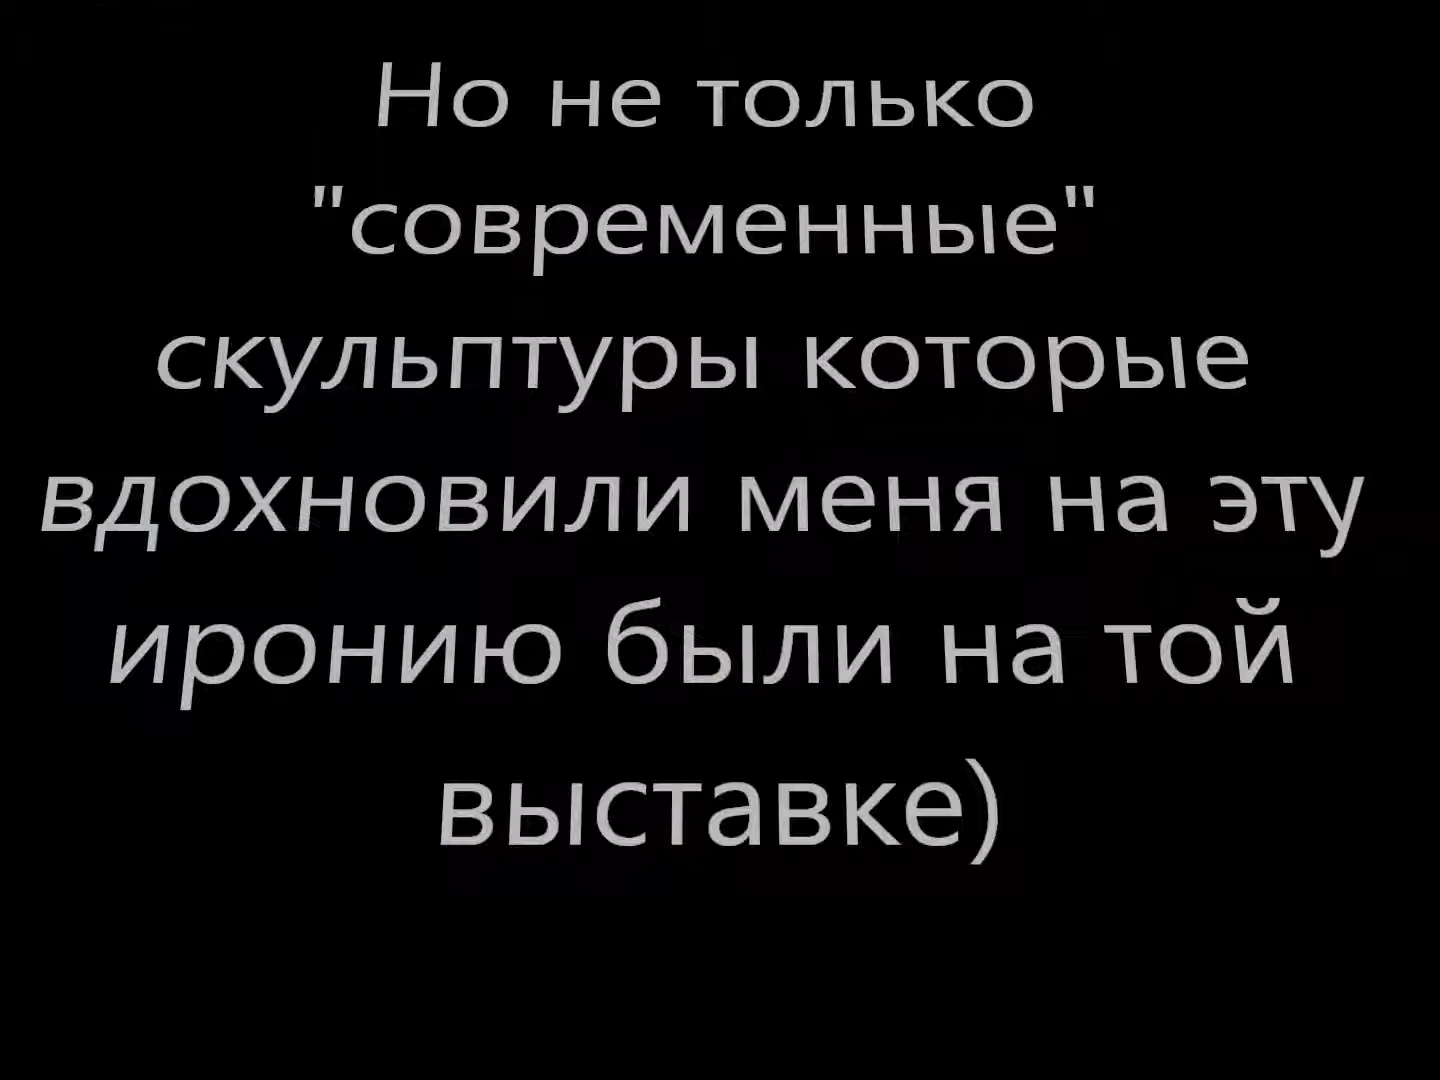 Но не только
"современные"
скульптуры которые
вдохновили меня на эту
иронию были на той
выставке)